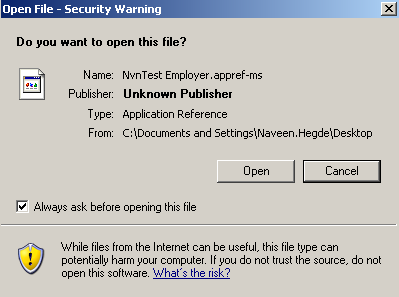 Open File - Security Warning
Do you want to open this file?
Name: NvnTest Employer.appref-ms
Publisher: Unknown Publisher
Type: Application Reference
From: C:\Documents and Settings\Naveen.Hegde\Desktop
Open Cancel
Always ask before opening this file
While files from the Internet can be useful, this file type can
potentially harm your computer. If you do not trust the source, do not
open this software. What's the risk?